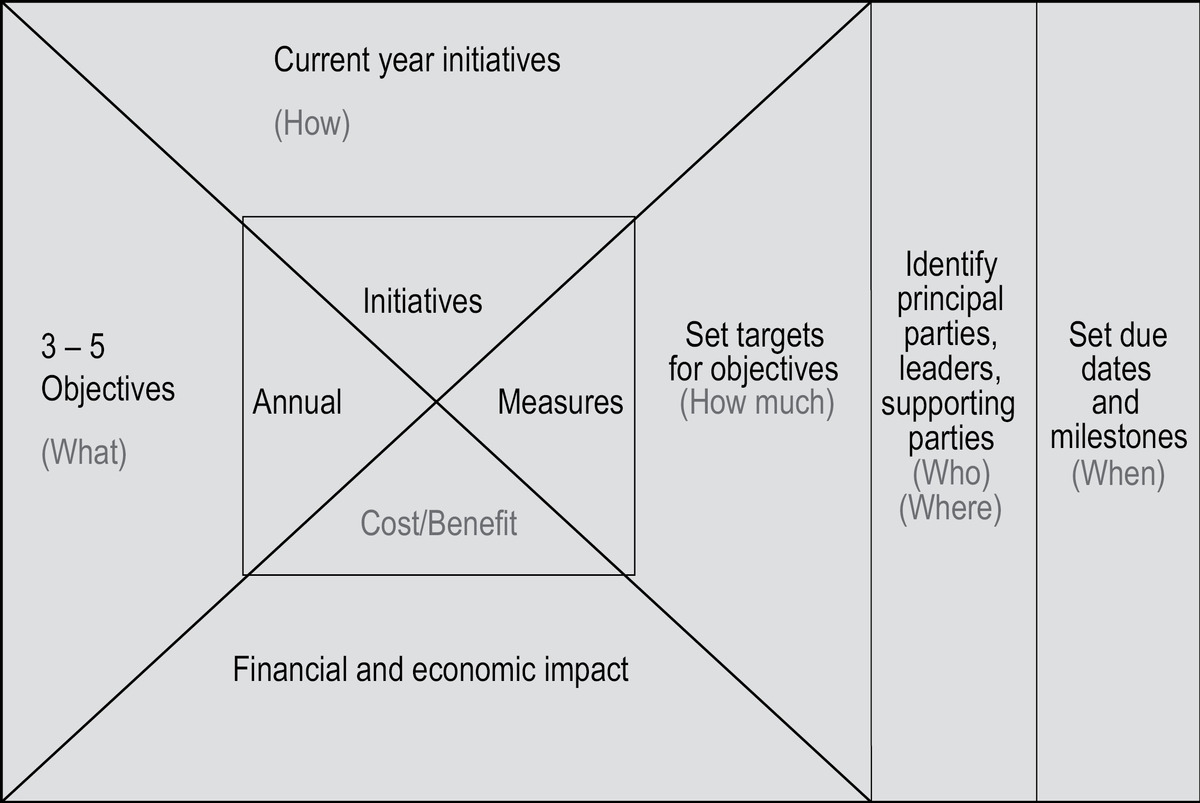 Current year initiatives
(How)
Initiatives
3 – 5
Objectives
(What)
Annual
Measures
Cost/Benefit
Set targets
for objectives
(How much)
Financial and economic impact
Identify
principal
parties,
leaders,
supporting
parties
(Who)
(Where)
Set due
dates
and
milestones
(When)